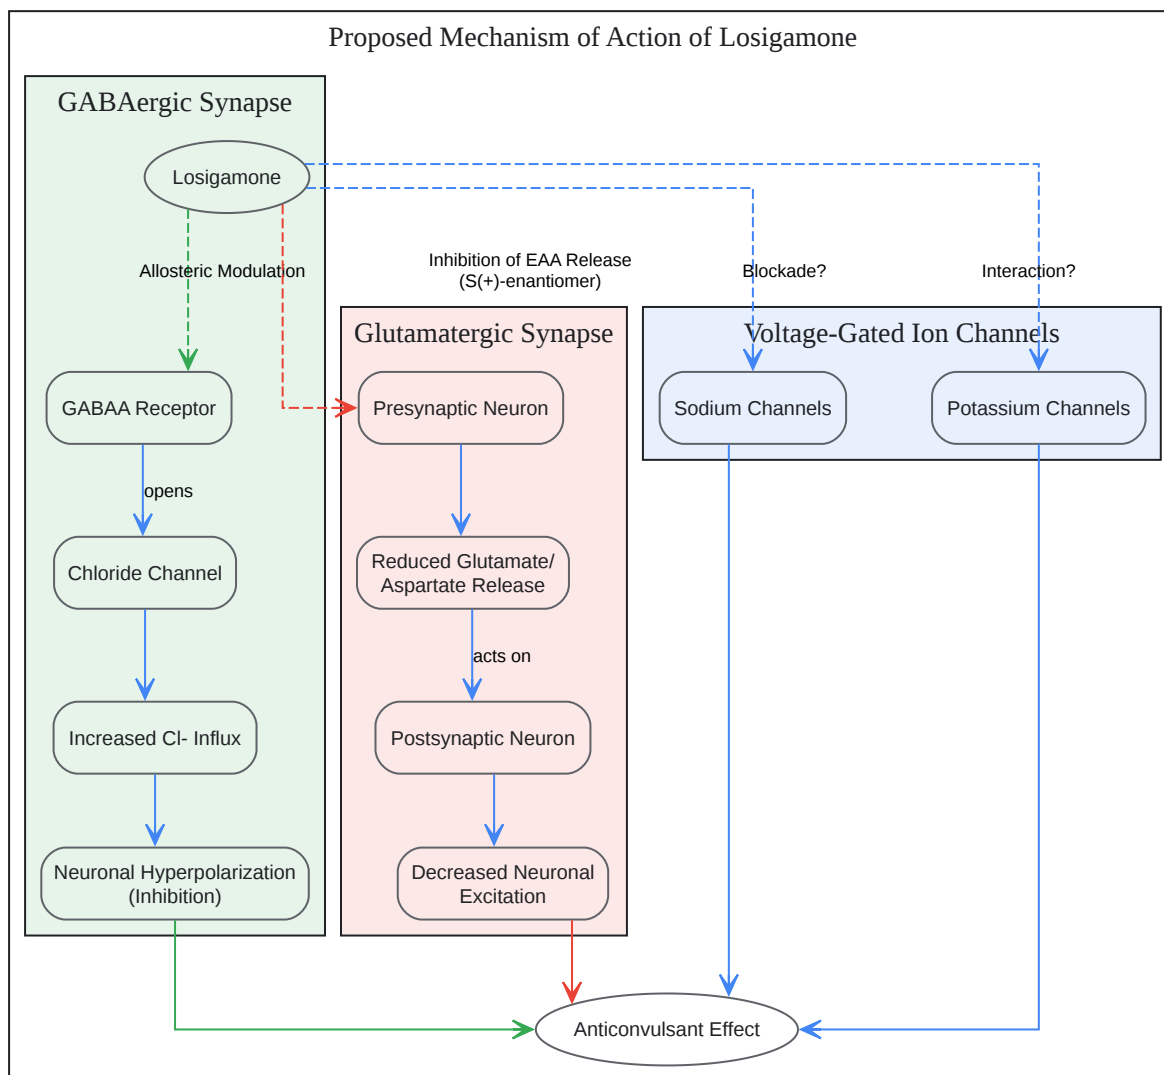 Proposed Mechanism of Action of Losigamone
GABAergic Synapse
Losigamone
Allosteric Modulation
Inhibition of EAA Release
(S(+)-enantiomer)
Blockade?
Interaction?
Glutamatergic Synapse
Voltage-Gated Ion Channels
GABAA Receptor
Presynaptic Neuron
Sodium Channels
Potassium Channels
opens
Chloride Channel
Reduced Glutamate/
Aspartate Release
acts on
Increased Cl- Influx
Postsynaptic Neuron
Neuronal Hyperpolarization
(Inhibition)
Decreased Neuronal
Excitation
Anticonvulsant Effect